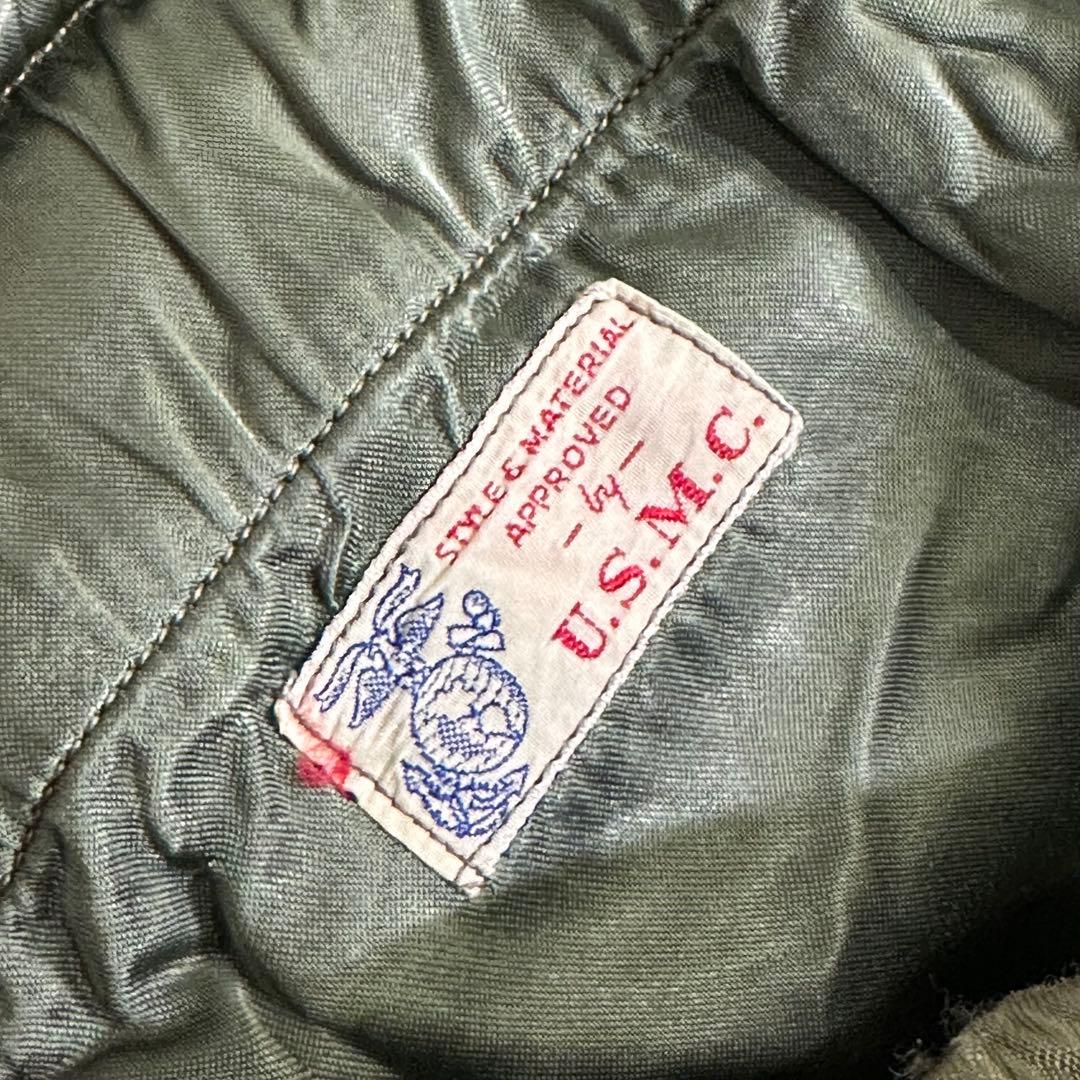 STYLE & MATERIAL
APPROVED
- by -
U.S.M.C.